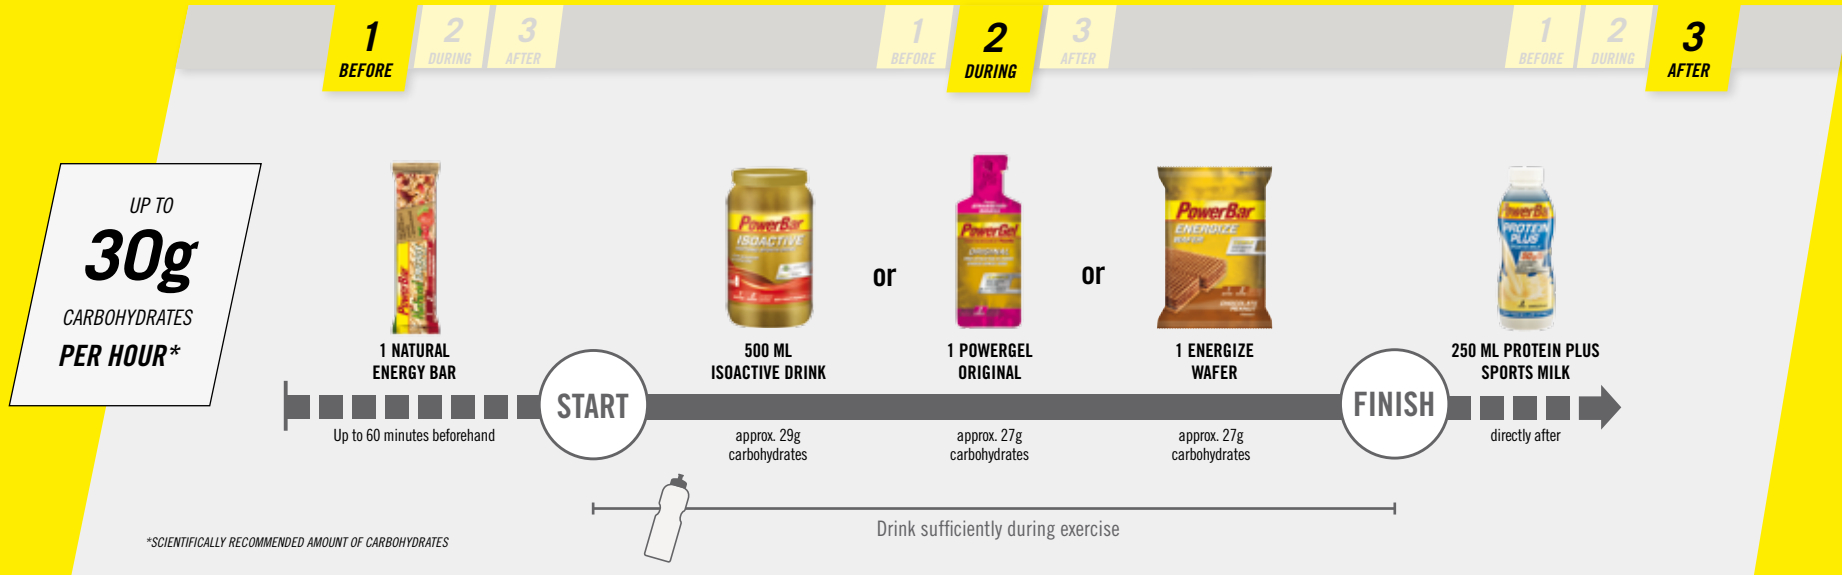 1
BEFORE
2
DURING
3
AFTER
1
BEFORE
2
DURING
3
AFTER
1
BEFORE
2
DURING
3
AFTER
UP TO
30g
CARBOHYDRATES
PER HOUR*
PowerBar
PowerBar
ISOACTIVE
or
PowerGel
ORIGINAL
or
PowerBar
ENERGIZE
WAFER
CHOCOLATE
PEANUT
PowerBa
PROTEIN
PLUS
1 NATURAL
ENERGY BAR
500 ML
ISOACTIVE DRINK
1 POWERGEL
ORIGINAL
1 ENERGIZE
WAFER
250 ML PROTEIN PLUS
SPORTS MILK
START
FINISH
Up to 60 minutes beforehand
approx. 29g
carbohydrates
approx. 27g
carbohydrates
approx. 27g
carbohydrates
directly after
Drink sufficiently during exercise
*SCIENTIFICALLY RECOMMENDED AMOUNT OF CARBOHYDRATES